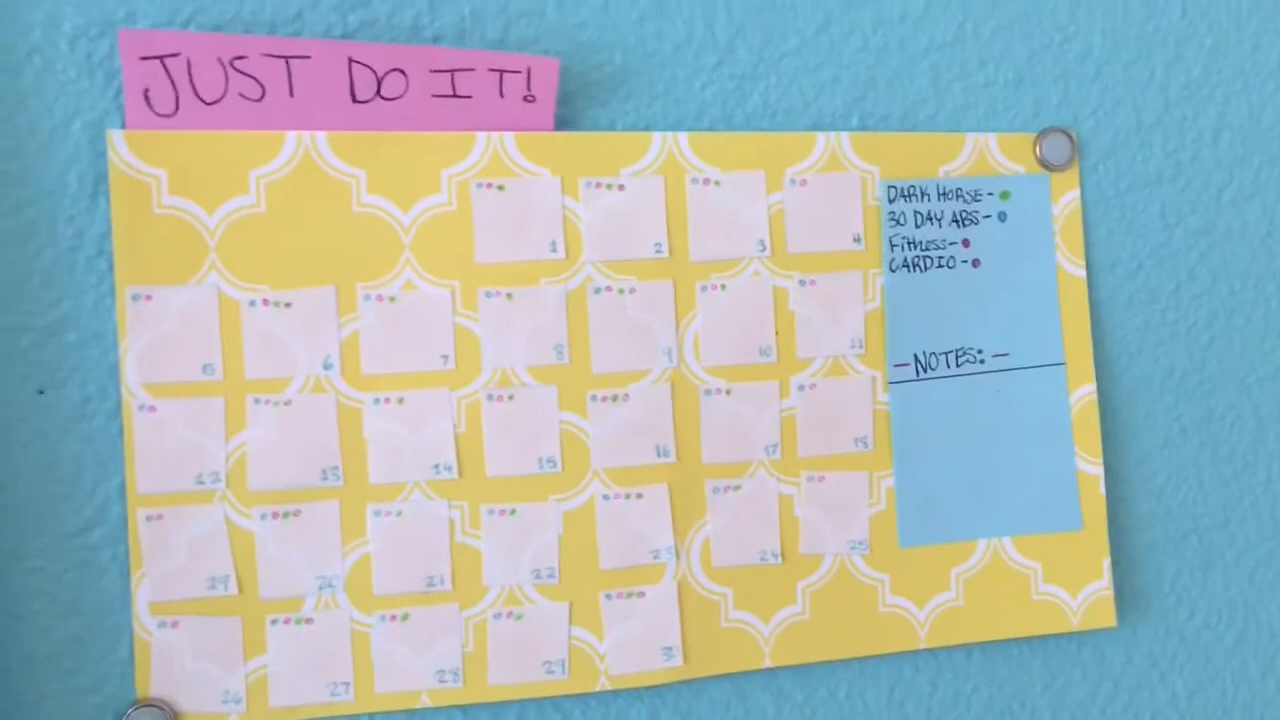 JUST DO IT!
DARK HORSE-
30 DAY ABS-
Fitness-
CARDIO-
-NOTES:-
1 2 3 4
5 6 7 8 9 10 11
12 13 14 15 16 17 18
19 20 21 22 23 24 25
26 27 28 29